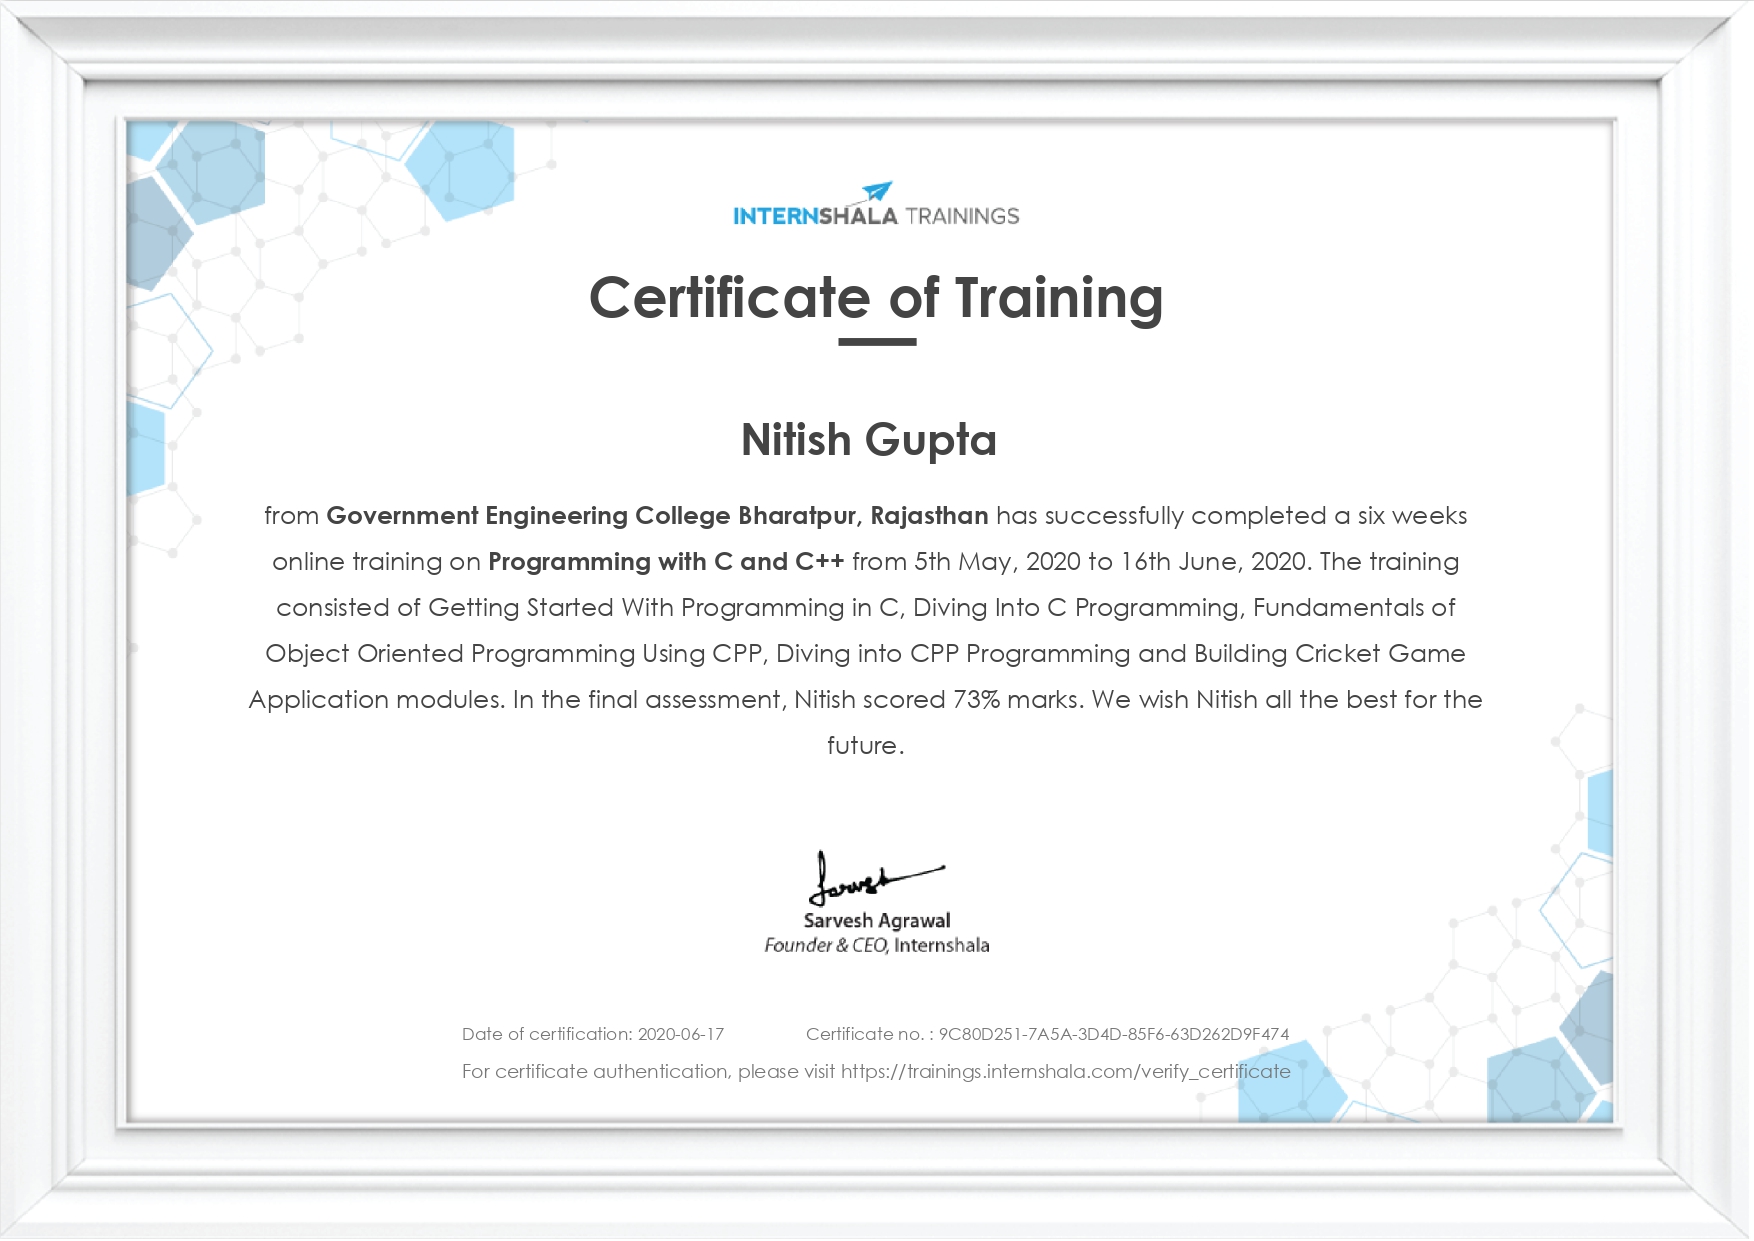 INTERNSHALA TRAININGS
Certificate of Training
Nitish Gupta
from Government Engineering College Bharatpur, Rajasthan has successfully completed a six weeks
online training on Programming with C and C++ from 5th May, 2020 to 16th June, 2020. The training
consisted of Getting Started With Programming in C, Diving Into C Programming, Fundamentals of
Object Oriented Programming Using CPP, Diving into CPP Programming and Building Cricket Game
Application modules. In the final assessment, Nitish scored 73% marks. We wish Nitish all the best for the
future.
Sarvesh
Sarvesh Agrawal
Founder & CEO, Internshala
Date of certification: 2020-06-17 Certificate no. : 9C80D251-7A5A-3D4D-85F6-63D262D9F474
For certificate authentication, please visit https://trainings.internshala.com/verify_certificate